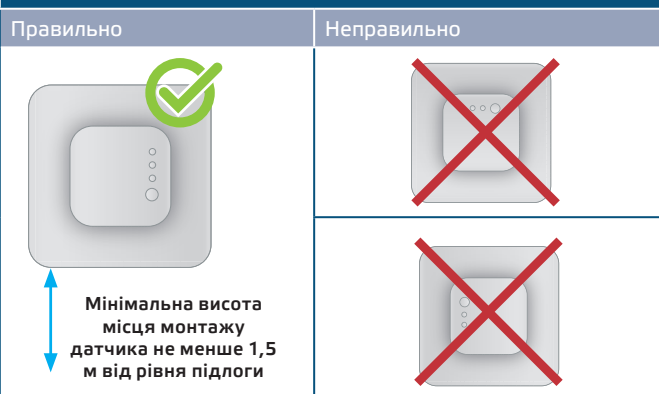 Правильно
Неправильно
Мінімальна висота
місця монтажу
датчика не менше 1,5
м від рівня підлоги